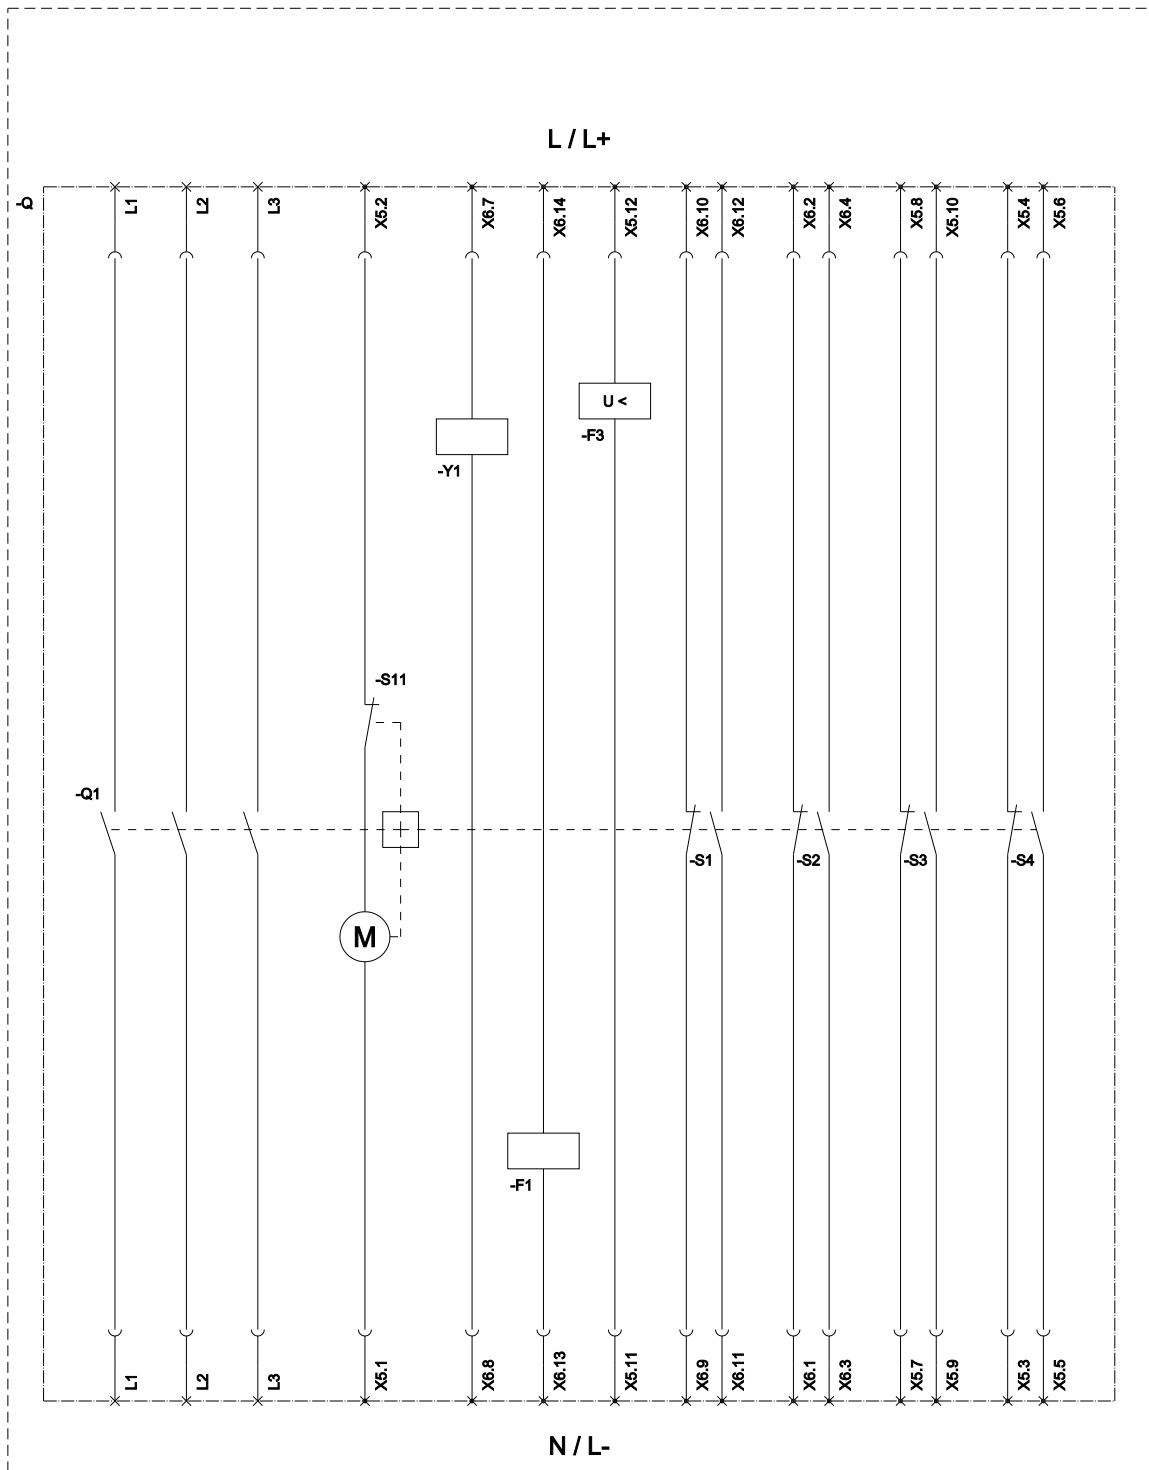 L / L+
-Q
L1
L2
L3
X5.2
X6.7
X6.14
X5.12
X6.10
X6.12
X6.2
X6.4
X5.8
X5.10
X5.4
X5.6
U <
-F3
-Y1
-S11
-Q1
-S1
-S2
-S3
-S4
M
-F1
L1
L2
L3
X5.1
X6.8
X6.13
X5.11
X6.9
X6.11
X6.1
X6.3
X5.7
X5.9
X5.3
X5.5
N / L-